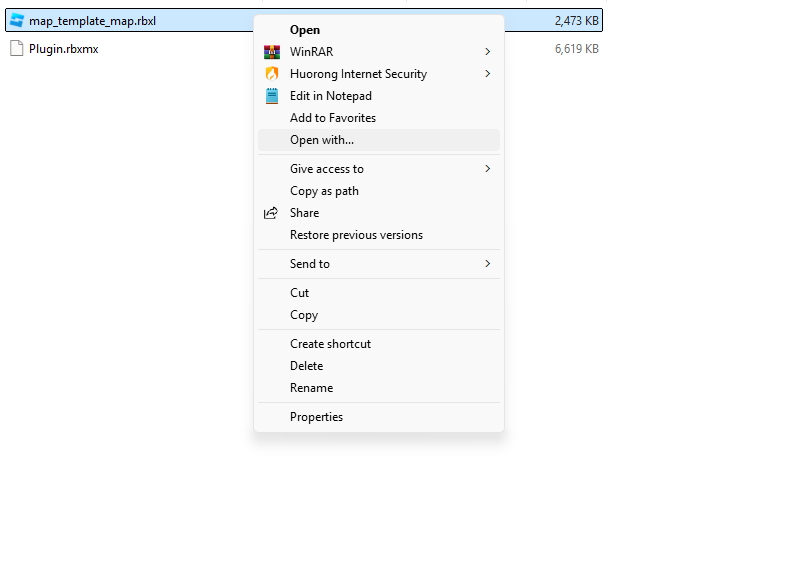 map_template_map.rbxl 2,473 KB
Plugin.rbxmx 6,619 KB
Open
WinRAR
Huorong Internet Security
Edit in Notepad
Add to Favorites
Open with...
Give access to
Copy as path
Share
Restore previous versions
Send to
Cut
Copy
Create shortcut
Delete
Rename
Properties